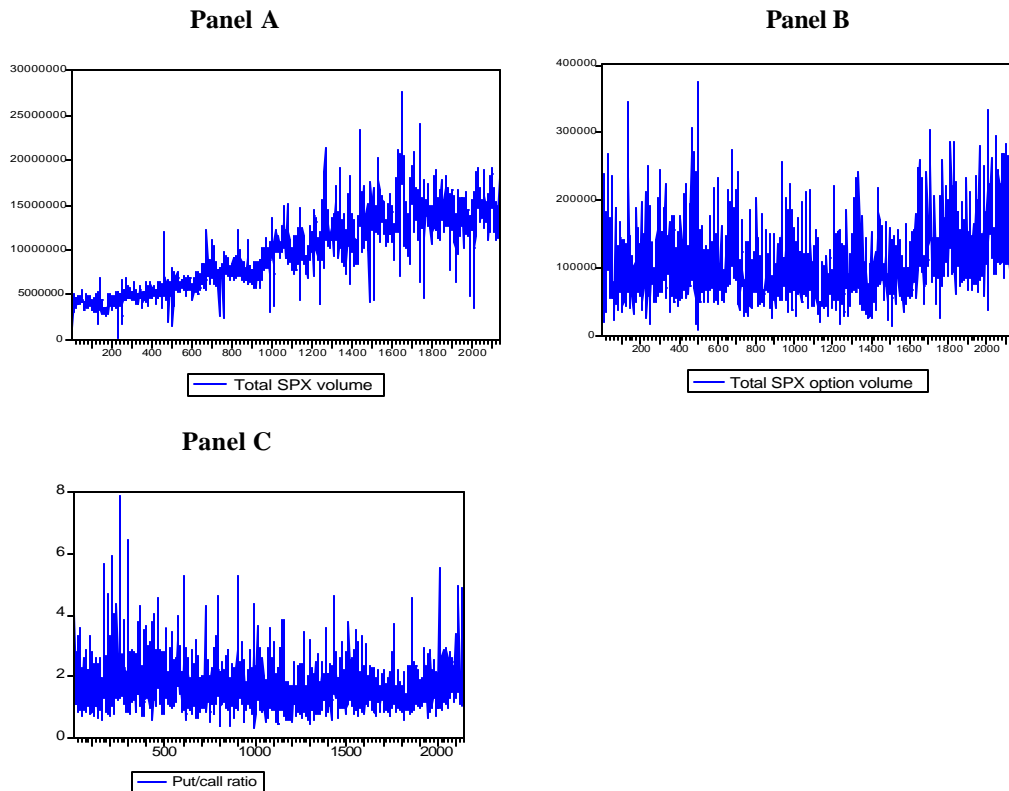 Panel A
30000000
25000000
20000000
15000000
10000000
5000000
0
200 400 600 800 1000 1200 1400 1600 1800 2000
Total SPX volume
Panel B
400000
300000
200000
100000
0
200 400 600 800 1000 1200 1400 1600 1800 2000
Total SPX option volume
Panel C
8
6
4
2
0
500 1000 1500 2000
Put/call ratio